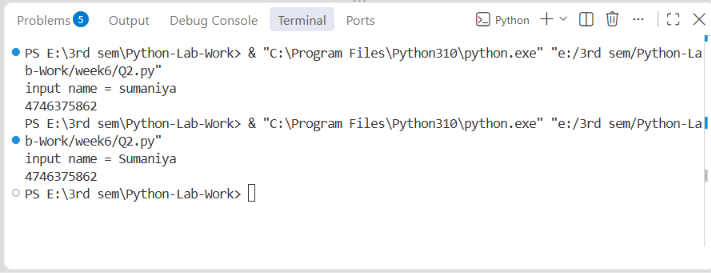 Problems 5 Output Debug Console Terminal Ports Python
PS E:\3rd sem\Python-Lab-Work> & "C:\Program Files\Python310\python.exe" "e:/3rd sem/Python-La
b-Work/week6/Q2.py"
input name = sumaniya
4746375862
PS E:\3rd sem\Python-Lab-Work> & "C:\Program Files\Python310\python.exe" "e:/3rd sem/Python-La
b-Work/week6/Q2.py"
input name = Sumaniya
4746375862
PS E:\3rd sem\Python-Lab-Work>